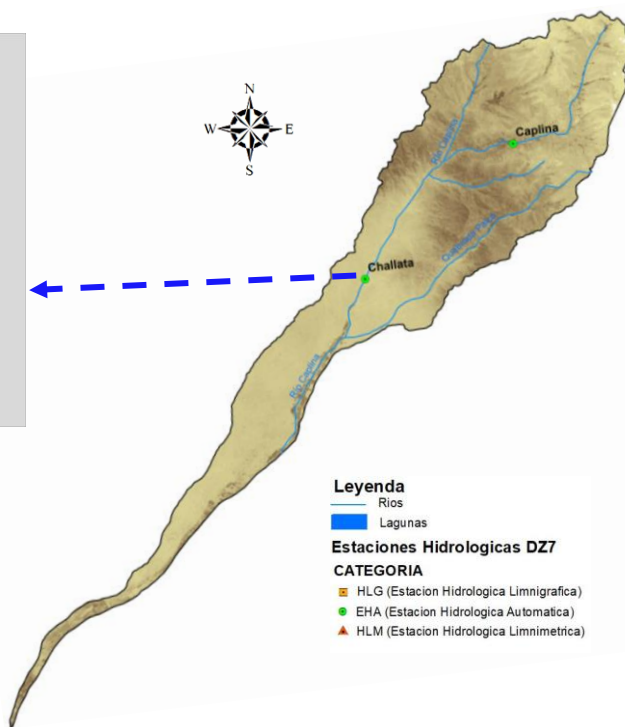 N
W E
S
Caplina
Challata
Río Caplina
Leyenda
Rios
Lagunas
Estaciones Hidrologicas DZ7
CATEGORIA
HLG (Estacion Hidrologica Limnigrafica)
EHA (Estacion Hidrologica Automatica)
HLM (Estacion Hidrologica Limnimetrica)